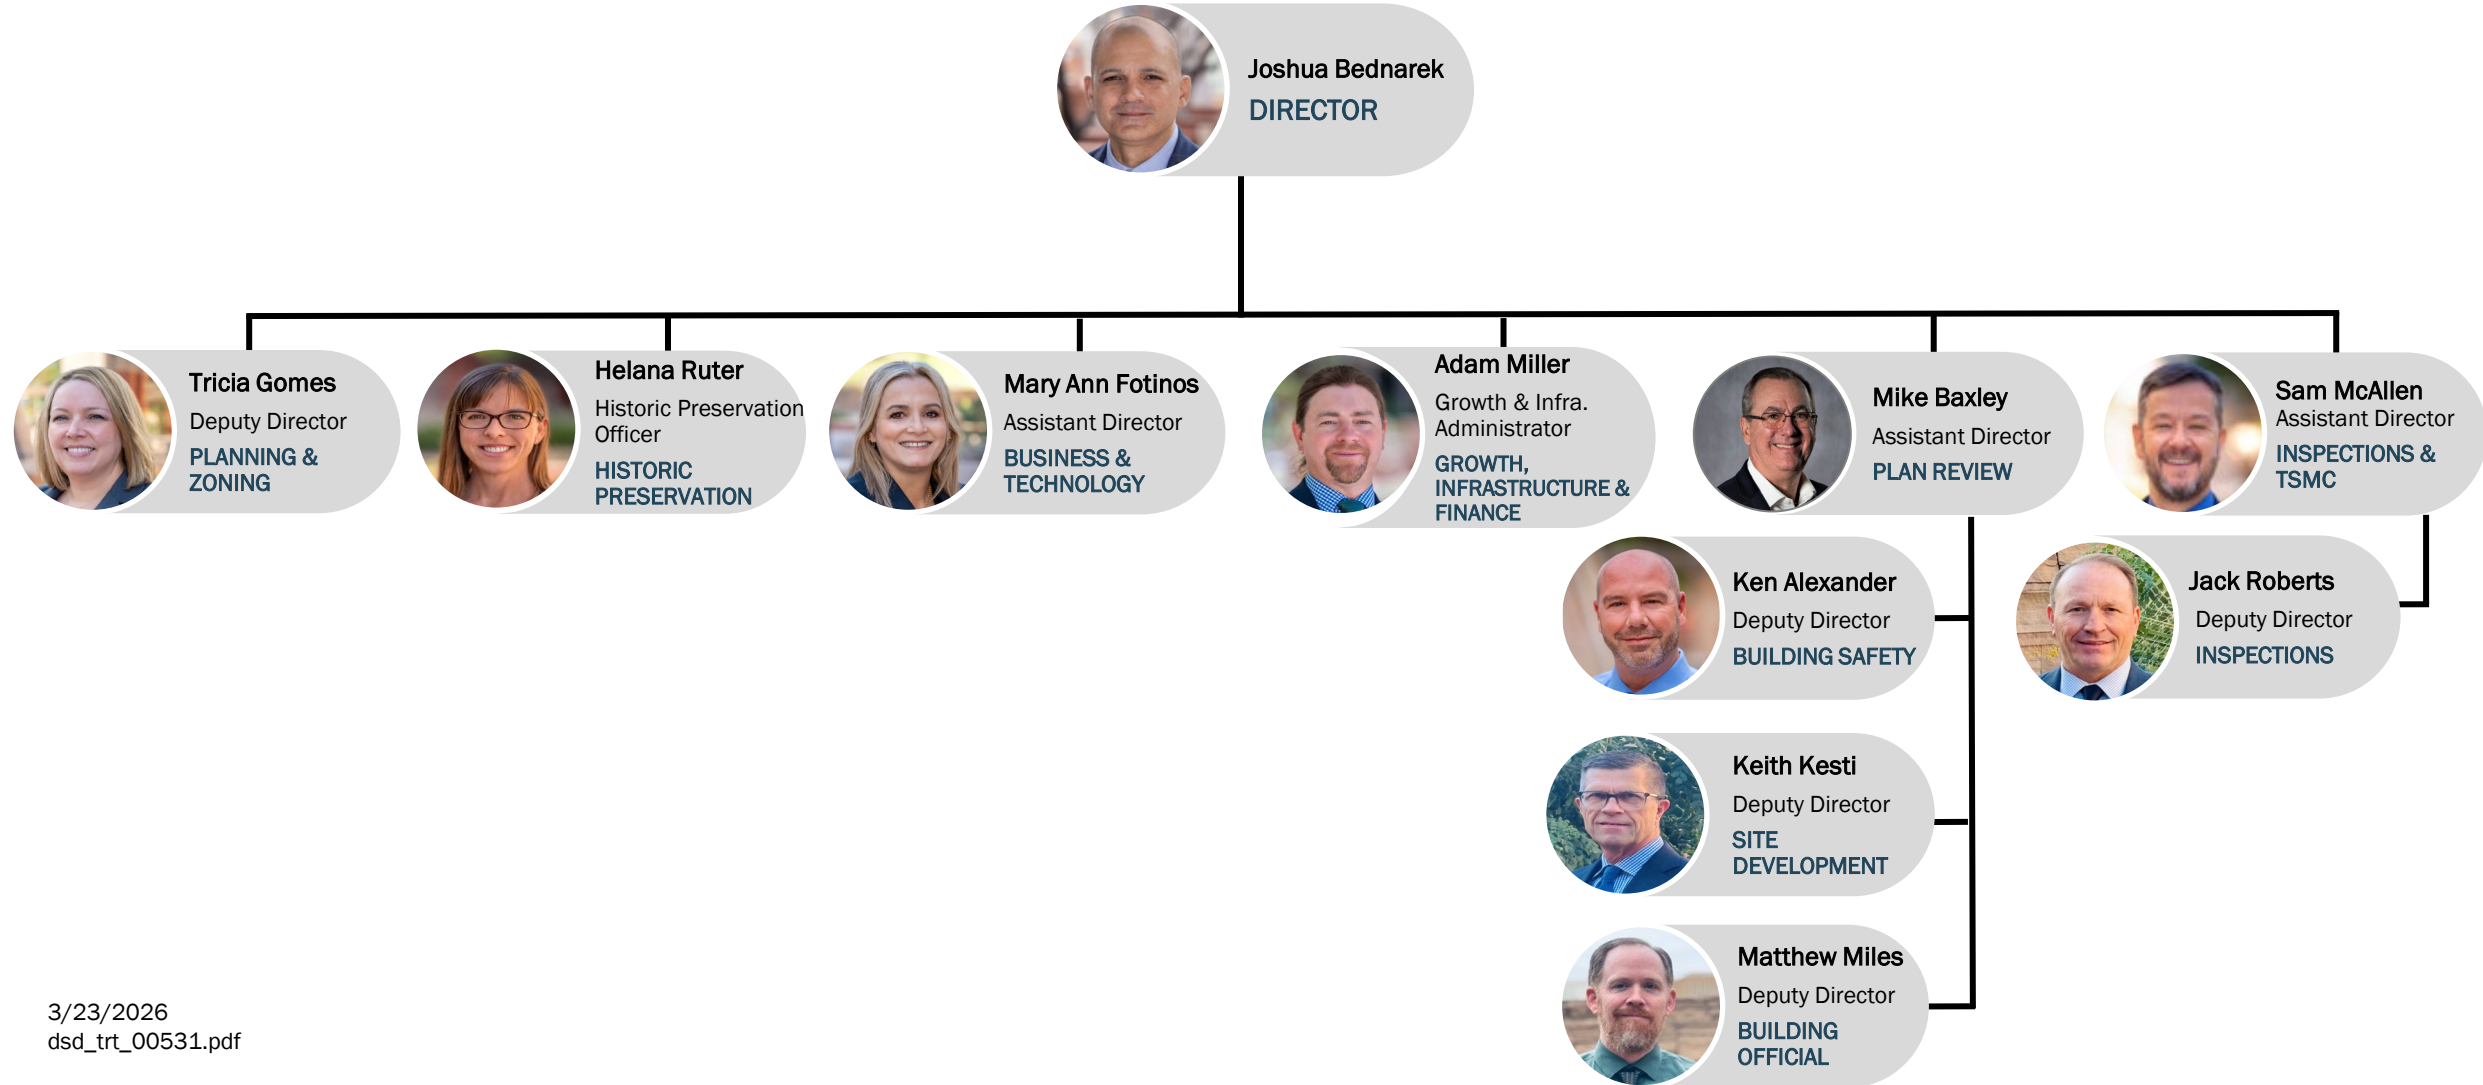 Joshua Bednarek
DIRECTOR
Tricia Gomes
Deputy Director
PLANNING &
ZONING
Helana Ruter
Historic Preservation
Officer
HISTORIC
PRESERVATION
Mary Ann Fotinos
Assistant Director
BUSINESS &
TECHNOLOGY
Adam Miller
Growth & Infra.
Administrator
GROWTH,
INFRASTRUCTURE &
FINANCE
Mike Baxley
Assistant Director
PLAN REVIEW
Sam McAllen
Assistant Director
INSPECTIONS &
TSMC
Ken Alexander
Deputy Director
BUILDING SAFETY
Jack Roberts
Deputy Director
INSPECTIONS
Keith Kesti
Deputy Director
SITE
DEVELOPMENT
Matthew Miles
Deputy Director
BUILDING
OFFICIAL
3/23/2026
dsd_trt_00531.pdf